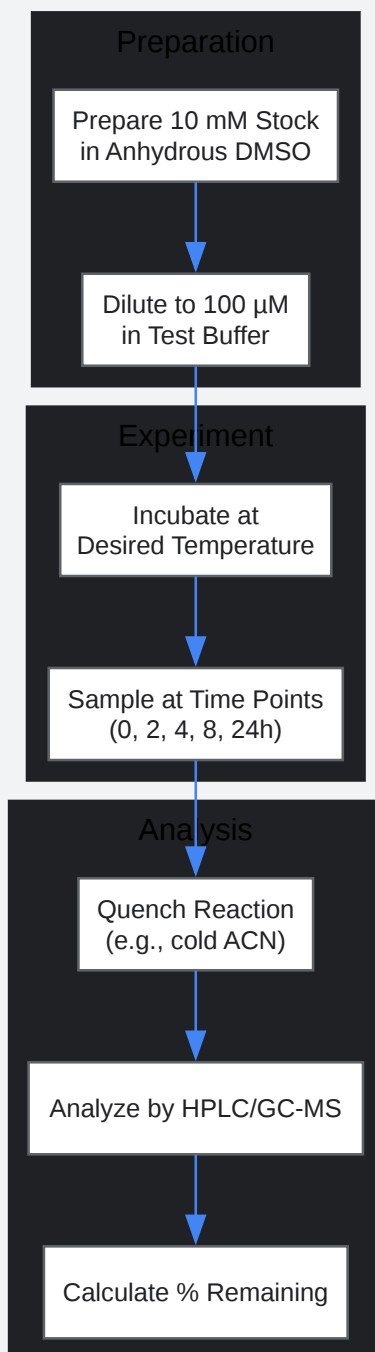 Preparation
Prepare 10 mM Stock
in Anhydrous DMSO
Dilute to 100 µM
in Test Buffer
Experiment
Incubate at
Desired Temperature
Sample at Time Points
(0, 2, 4, 8, 24h)
Analysis
Quench Reaction
(e.g., cold ACN)
Analyze by HPLC/GC-MS
Calculate % Remaining